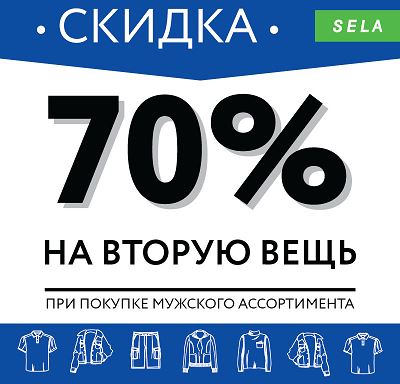 • СКИДКА •
SELA
70%
НА ВТОРУЮ ВЕЩЬ
ПРИ ПОКУПКЕ МУЖСКОГО АССОРТИМЕНТА